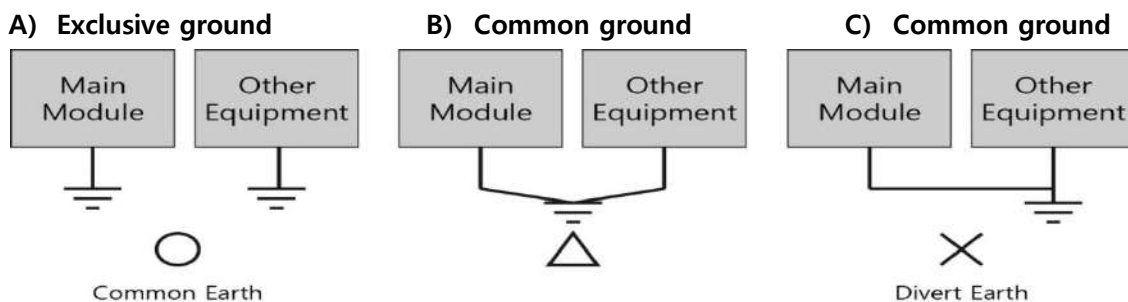 A) Exclusive ground
B) Common ground
C) Common ground
Main
Module
Other
Equipment
Main
Module
Other
Equipment
Main
Module
Other
Equipment
Common Earth
Divert Earth